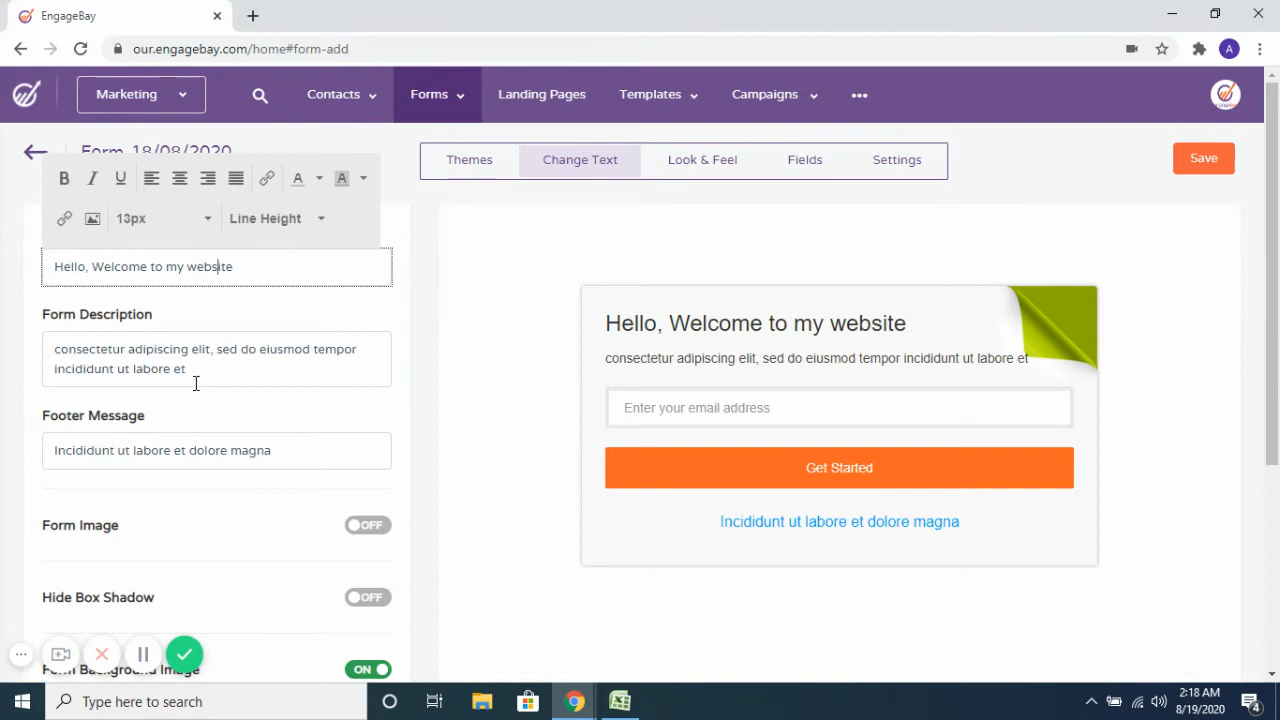 EngageBay
our.engagebay.com/home#form-add
A
Marketing
Contacts
Forms
Landing Pages
Templates
Campaigns
Form 18/08/2020
Themes
Change Text
Look & Feel
Fields
Settings
Save
B I U A A
13px
Line Height
Hello, Welcome to my website
Form Description
consectetur adipiscing elit, sed do eiusmod tempor
incididunt ut labore et
Footer Message
Incididunt ut labore et dolore magna
Form Image
OFF
Hide Box Shadow
OFF
Form Background Image
ON
Hello, Welcome to my website
consectetur adipiscing elit, sed do eiusmod tempor incididunt ut labore et
Enter your email address
Get Started
Incididunt ut labore et dolore magna
Type here to search
2:18 AM
8/19/2020
4